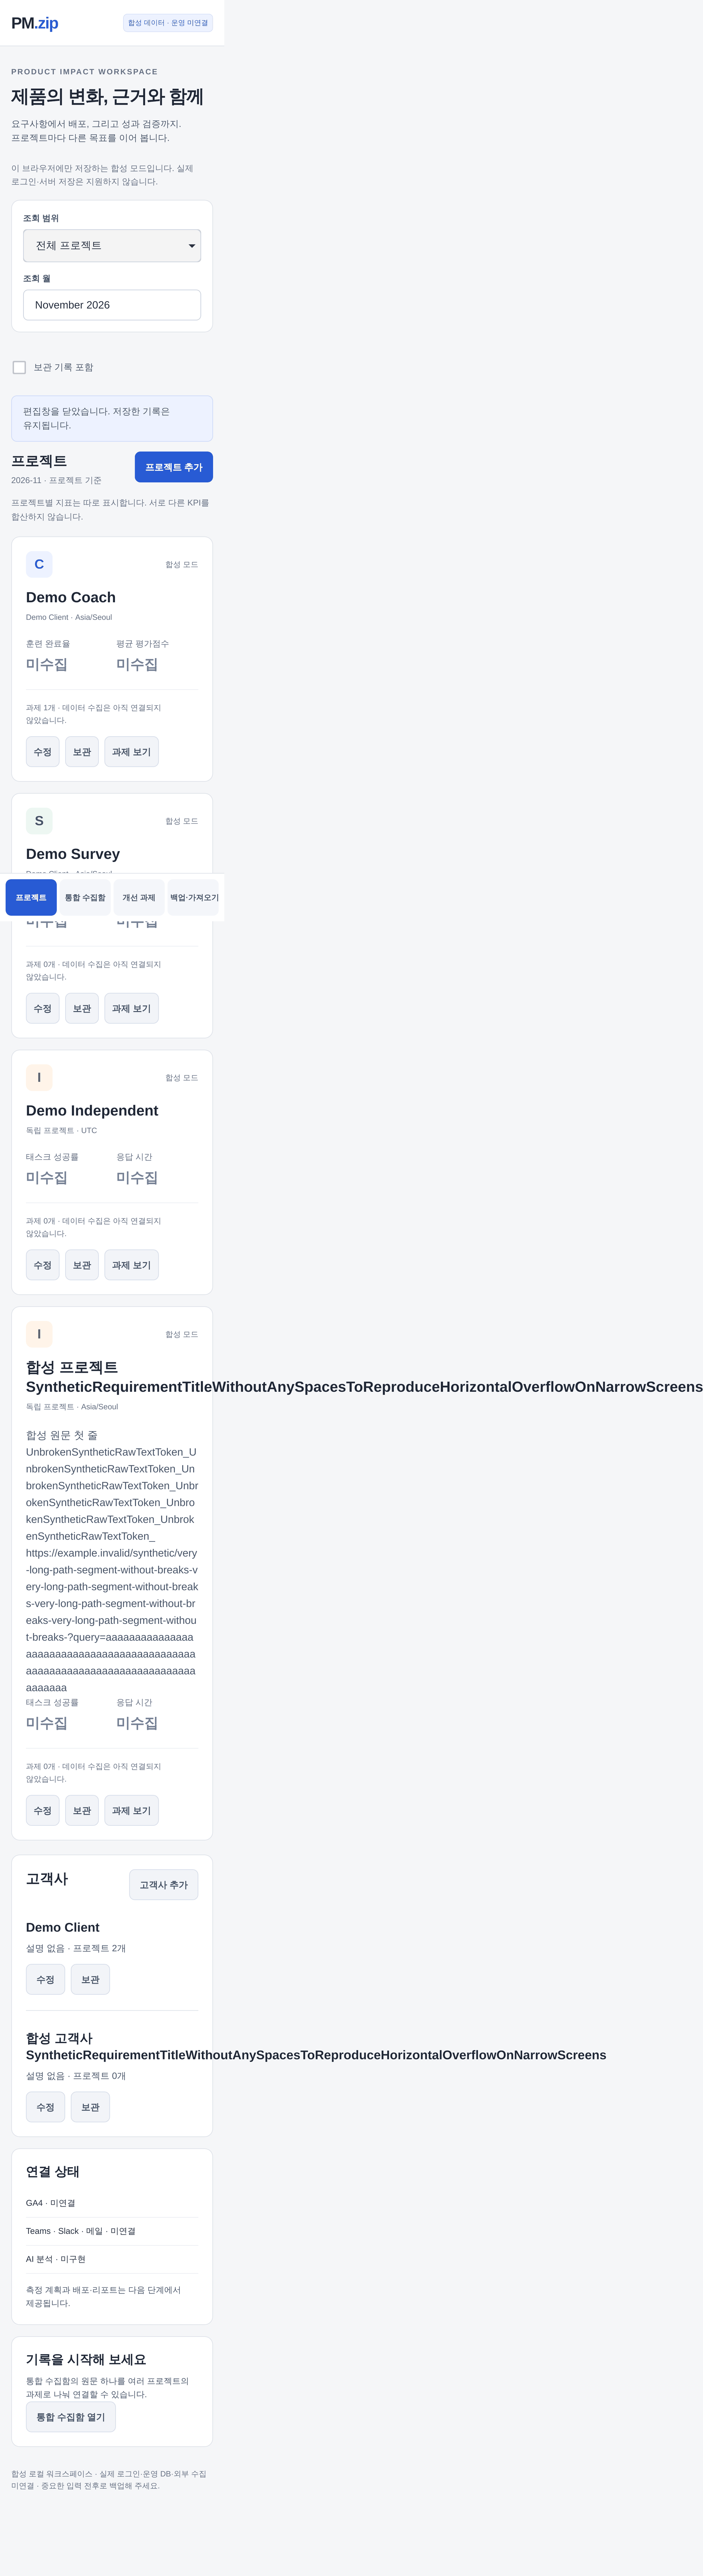 PM.zip
합성 데이터 · 운영 미연결
PRODUCT IMPACT WORKSPACE
제품의 변화, 근거와 함께
요구사항에서 배포, 그리고 성과 검증까지.
프로젝트마다 다른 목표를 이어 봅니다.
이 브라우저에만 저장하는 합성 모드입니다. 실제
로그인·서버 저장은 지원하지 않습니다.
조회 범위
전체 프로젝트
조회 월
November 2026
보관 기록 포함
편집창을 닫았습니다. 저장한 기록은
유지됩니다.
프로젝트
프로젝트 추가
2026-11 · 프로젝트 기준
프로젝트별 지표는 따로 표시합니다. 서로 다른 KPI를
합산하지 않습니다.
C
합성 모드
Demo Coach
Demo Client · Asia/Seoul
훈련 완료율
평균 평가점수
미수집
미수집
과제 1개 · 데이터 수집은 아직 연결되지
않았습니다.
수정
보관
과제 보기
S
합성 모드
Demo Survey
Demo Client · Asia/Seoul
프로젝트
통합 수집함
개선 과제
백업·가져오기
미수집
미수집
과제 0개 · 데이터 수집은 아직 연결되지
않았습니다.
수정
보관
과제 보기
I
합성 모드
Demo Independent
독립 프로젝트 · UTC
태스크 성공률
응답 시간
미수집
미수집
과제 0개 · 데이터 수집은 아직 연결되지
않았습니다.
수정
보관
과제 보기
I
합성 모드
합성 프로젝트
SyntheticRequirementTitleWithoutAnySpacesToReproduceHorizontalOverflowOnNarrowScreens
독립 프로젝트 · Asia/Seoul
합성 원문 첫 줄
UnbrokenSyntheticRawTextToken_U
nbrokenSyntheticRawTextToken_Un
brokenSyntheticRawTextToken_Unbr
okenSyntheticRawTextToken_Unbro
kenSyntheticRawTextToken_Unbrok
enSyntheticRawTextToken_
https://example.invalid/synthetic/very
-long-path-segment-without-breaks-v
ery-long-path-segment-without-break
s-very-long-path-segment-without-br
eaks-very-long-path-segment-withou
t-breaks-?query=aaaaaaaaaaaaaaa
aaaaaaaaaaaaaaaaaaaaaaaaaaaaa
aaaaaaaaaaaaaaaaaaaaaaaaaaaaa
aaaaaaa
태스크 성공률
응답 시간
미수집
미수집
과제 0개 · 데이터 수집은 아직 연결되지
않았습니다.
수정
보관
과제 보기
고객사
고객사 추가
Demo Client
설명 없음 · 프로젝트 2개
수정
보관
합성 고객사
SyntheticRequirementTitleWithoutAnySpacesToReproduceHorizontalOverflowOnNarrowScreens
설명 없음 · 프로젝트 0개
수정
보관
연결 상태
GA4 · 미연결
Teams · Slack · 메일 · 미연결
AI 분석 · 미구현
측정 계획과 배포·리포트는 다음 단계에서
제공됩니다.
기록을 시작해 보세요
통합 수집함의 원문 하나를 여러 프로젝트의
과제로 나눠 연결할 수 있습니다.
통합 수집함 열기
합성 로컬 워크스페이스 · 실제 로그인·운영 DB·외부 수집
미연결 · 중요한 입력 전후로 백업해 주세요.